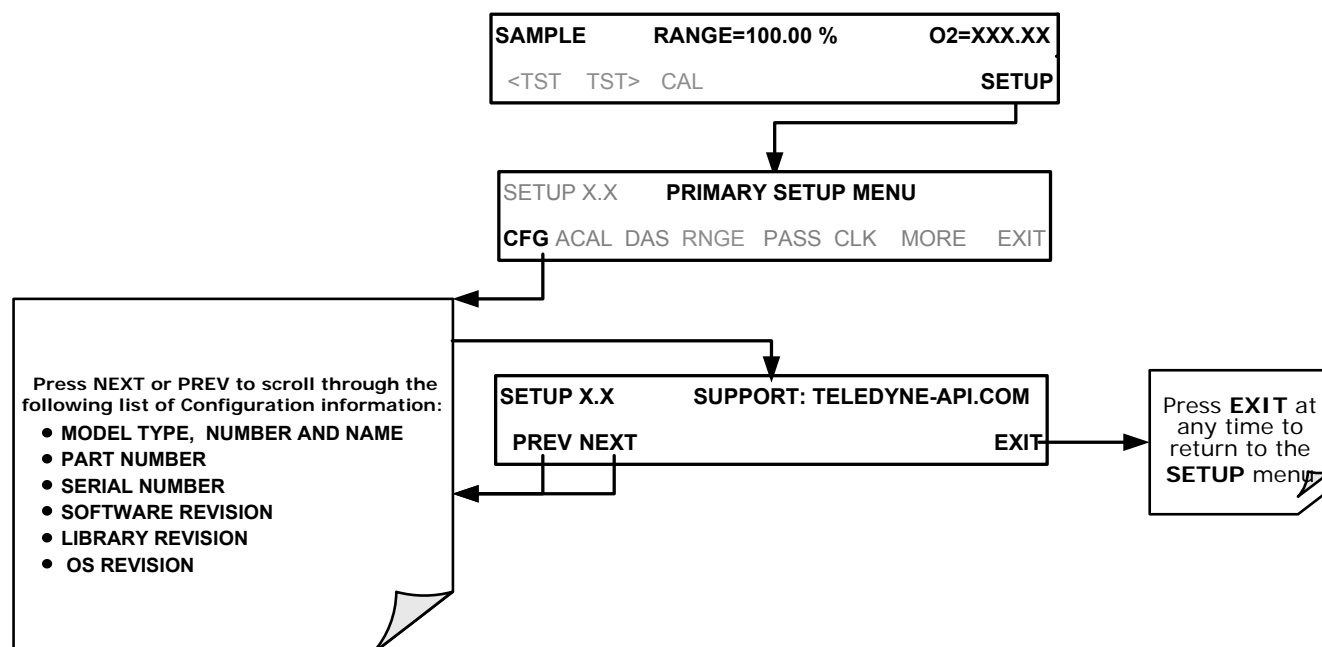 SAMPLE RANGE=100.00 % O2=XXX.XX
<TST TST> CAL SETUP
SETUP X.X PRIMARY SETUP MENU
CFG ACAL DAS RNGE PASS CLK MORE EXIT
Press NEXT or PREV to scroll through the
following list of Configuration information:
● MODEL TYPE, NUMBER AND NAME
● PART NUMBER
● SERIAL NUMBER
● SOFTWARE REVISION
● LIBRARY REVISION
● OS REVISION
SETUP X.X SUPPORT: TELEDYNE-API.COM
PREV NEXT EXIT
Press EXIT at
any time to
return to the
SETUP menu